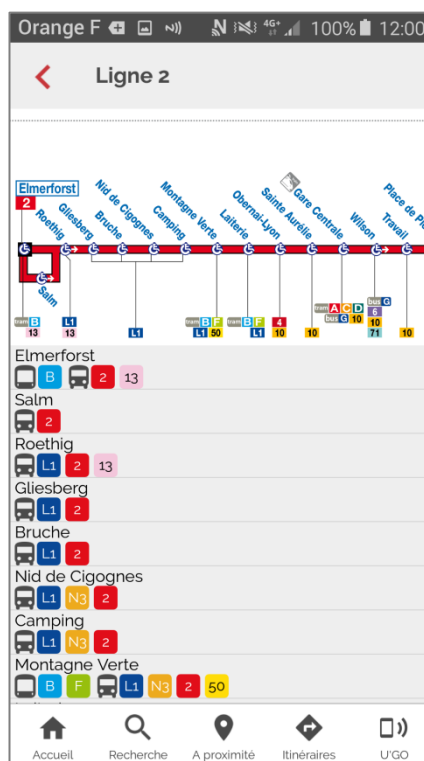 Orange F 4G+ 100% 12:00
Ligne 2
Elmerforst
2
Roethig
Salm
Gliesberg
Bruche
Nid de Cigognes
Camping
Montagne Verte
Laiterie
Obernai-Lyon
Sainte Aurélie
Gare Centrale
Wilson
Travail
Place de Pi
tram B
13
L1
13
L1
tram B F
L1 50
tram B F
L1
4
10
10
tram A C D
bus G 10
bus G
6
10
71
10
Elmerforst
B 2 13
Salm
2
Roethig
L1 2 13
Gliesberg
L1 2
Bruche
L1 2
Nid de Cigognes
L1 N3 2
Camping
L1 N3 2
Montagne Verte
B F L1 N3 2 50
Accueil Recherche A proximité Itinéraires U'GO